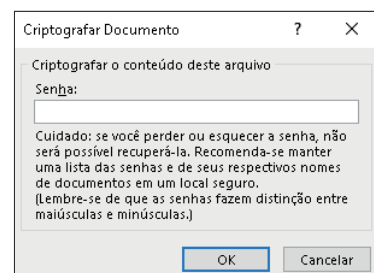 Criptografar Documento ? ×
Criptografar o conteúdo deste arquivo
Senha:
Cuidado: se você perder ou esquecer a senha, não
será possível recuperá-la. Recomenda-se manter
uma lista das senhas e de seus respectivos nomes
de documentos em um local seguro.
(Lembre-se de que as senhas fazem distinção entre
maiúsculas e minúsculas.)
OK Cancelar